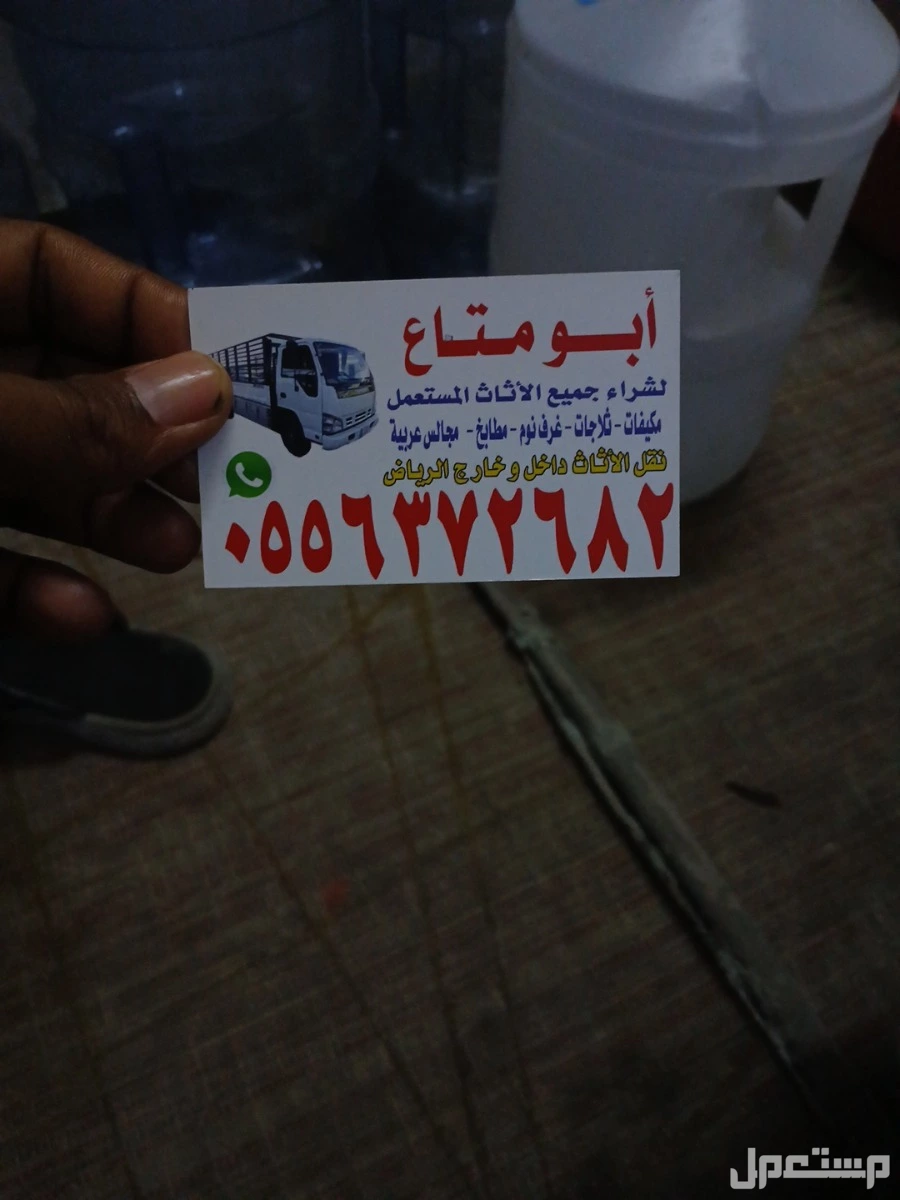 أبو متاع
لشراء جميع الأثاث المستعمل
مكيفات - ثلاجات - غرف نوم - مطابخ - مجالس عربية
نقل الأثاث داخل و خارج الرياض
٠٥٥٦٣٧٢٦٨٢
مستعمل